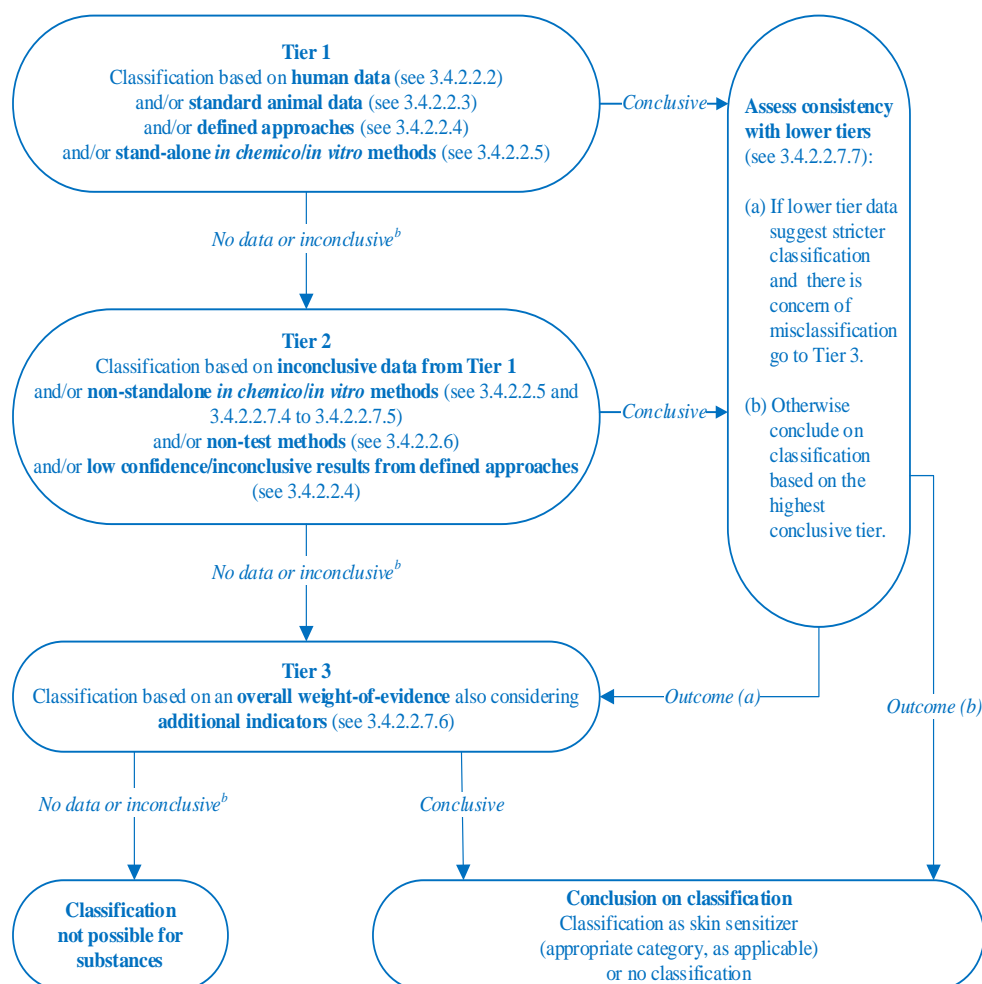 Tier 1
Classification based on human data (see 3.4.2.2.2)
and/or standard animal data (see 3.4.2.2.3)
and/or defined approaches (see 3.4.2.2.4)
and/or stand-alone in chemico/in vitro methods (see 3.4.2.2.5)
Conclusive
Assess consistency
with lower tiers
(see 3.4.2.2.7.7):
(a) If lower tier data
suggest stricter
classification
and there is
concern of
misclassification
go to Tier 3.
(b) Otherwise
conclude on
classification
based on the
highest
conclusive tier.
No data or inconclusive^b
Tier 2
Classification based on inconclusive data from Tier 1
and/or non-standalone in chemico/in vitro methods (see 3.4.2.2.5 and
3.4.2.2.7.4 to 3.4.2.2.7.5)
and/or non-test methods (see 3.4.2.2.6)
and/or low confidence/inconclusive results from defined approaches
(see 3.4.2.2.4)
Conclusive
No data or inconclusive^b
Tier 3
Classification based on an overall weight-of-evidence also considering
additional indicators (see 3.4.2.2.7.6)
Outcome (a)
Outcome (b)
No data or inconclusive^b
Conclusive
Classification
not possible for
substances
Conclusion on classification
Classification as skin sensitizer
(appropriate category, as applicable)
or no classification